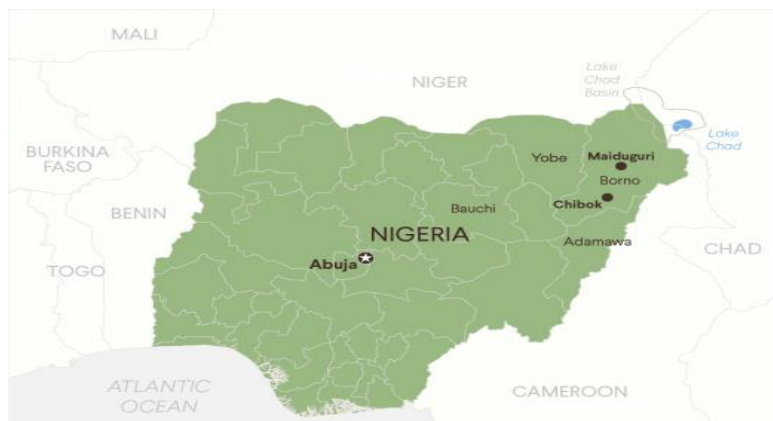 MALI
NIGER
Lake
Chad
Basin
Lake
Chad
BURKINA
FASO
Yobe
Maiduguri
Borno
BENIN
Bauchi
Chibok
NIGERIA
Adamawa
CHAD
TOGO
Abuja
ATLANTIC
OCEAN
CAMEROON